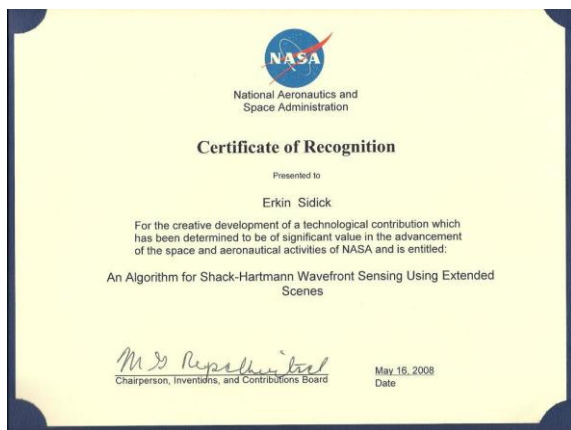 NASA
National Aeronautics and
Space Administration
Certificate of Recognition
Presented to
Erkin Sidick
For the creative development of a technological contribution which
has been determined to be of significant value in the advancement
of the space and aeronautical activities of NASA and is entitled:
An Algorithm for Shack-Hartmann Wavefront Sensing Using Extended
Scenes
Chairperson, Inventions, and Contributions Board
May 16, 2008
Date